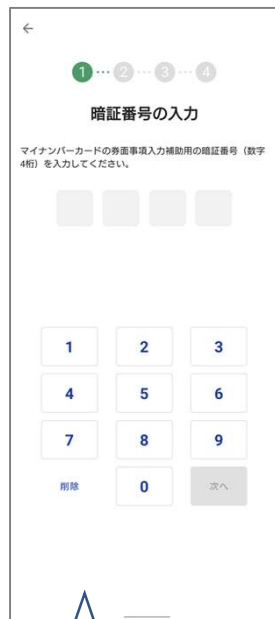 1 2 3 4
暗証番号の入力
マイナンバーカードの券面事項入力補助用の暗証番号（数字
4桁）を入力してください。
1 2 3
4 5 6
7 8 9
削除 0 次へ